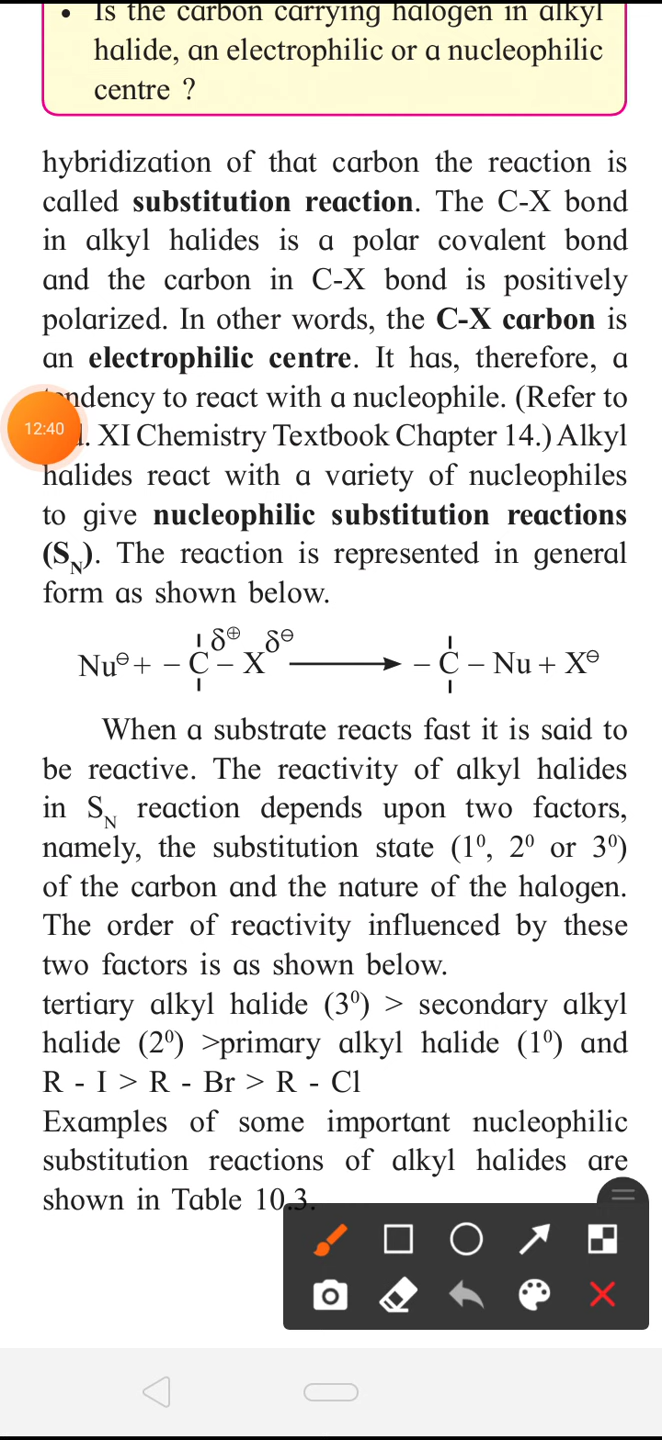 • Is the carbon carrying halogen in alkyl
halide, an electrophilic or a nucleophilic
centre ?
hybridization of that carbon the reaction is
called substitution reaction. The C-X bond
in alkyl halides is a polar covalent bond
and the carbon in C-X bond is positively
polarized. In other words, the C-X carbon is
an electrophilic centre. It has, therefore, a
to react with a nucleophile. (Refer to
12:40
XI Chemistry Textbook Chapter 14.) Alkyl
halides react with a variety of nucleophiles
to give nucleophilic substitution reactions
(S_N). The reaction is represented in general
form as shown below.
Nu⊖ + – C δ⊕ – X δ⊖ ⟶ – C – Nu + X⊖
When a substrate reacts fast it is said to
be reactive. The reactivity of alkyl halides
in S_N reaction depends upon two factors,
namely, the substitution state (1⁰, 2⁰ or 3⁰)
of the carbon and the nature of the halogen.
The order of reactivity influenced by these
two factors is as shown below.
tertiary alkyl halide (3⁰) > secondary alkyl
halide (2⁰) >primary alkyl halide (1⁰) and
R - I > R - Br > R - Cl
Examples of some important nucleophilic
substitution reactions of alkyl halides are
shown in Table 10.3.